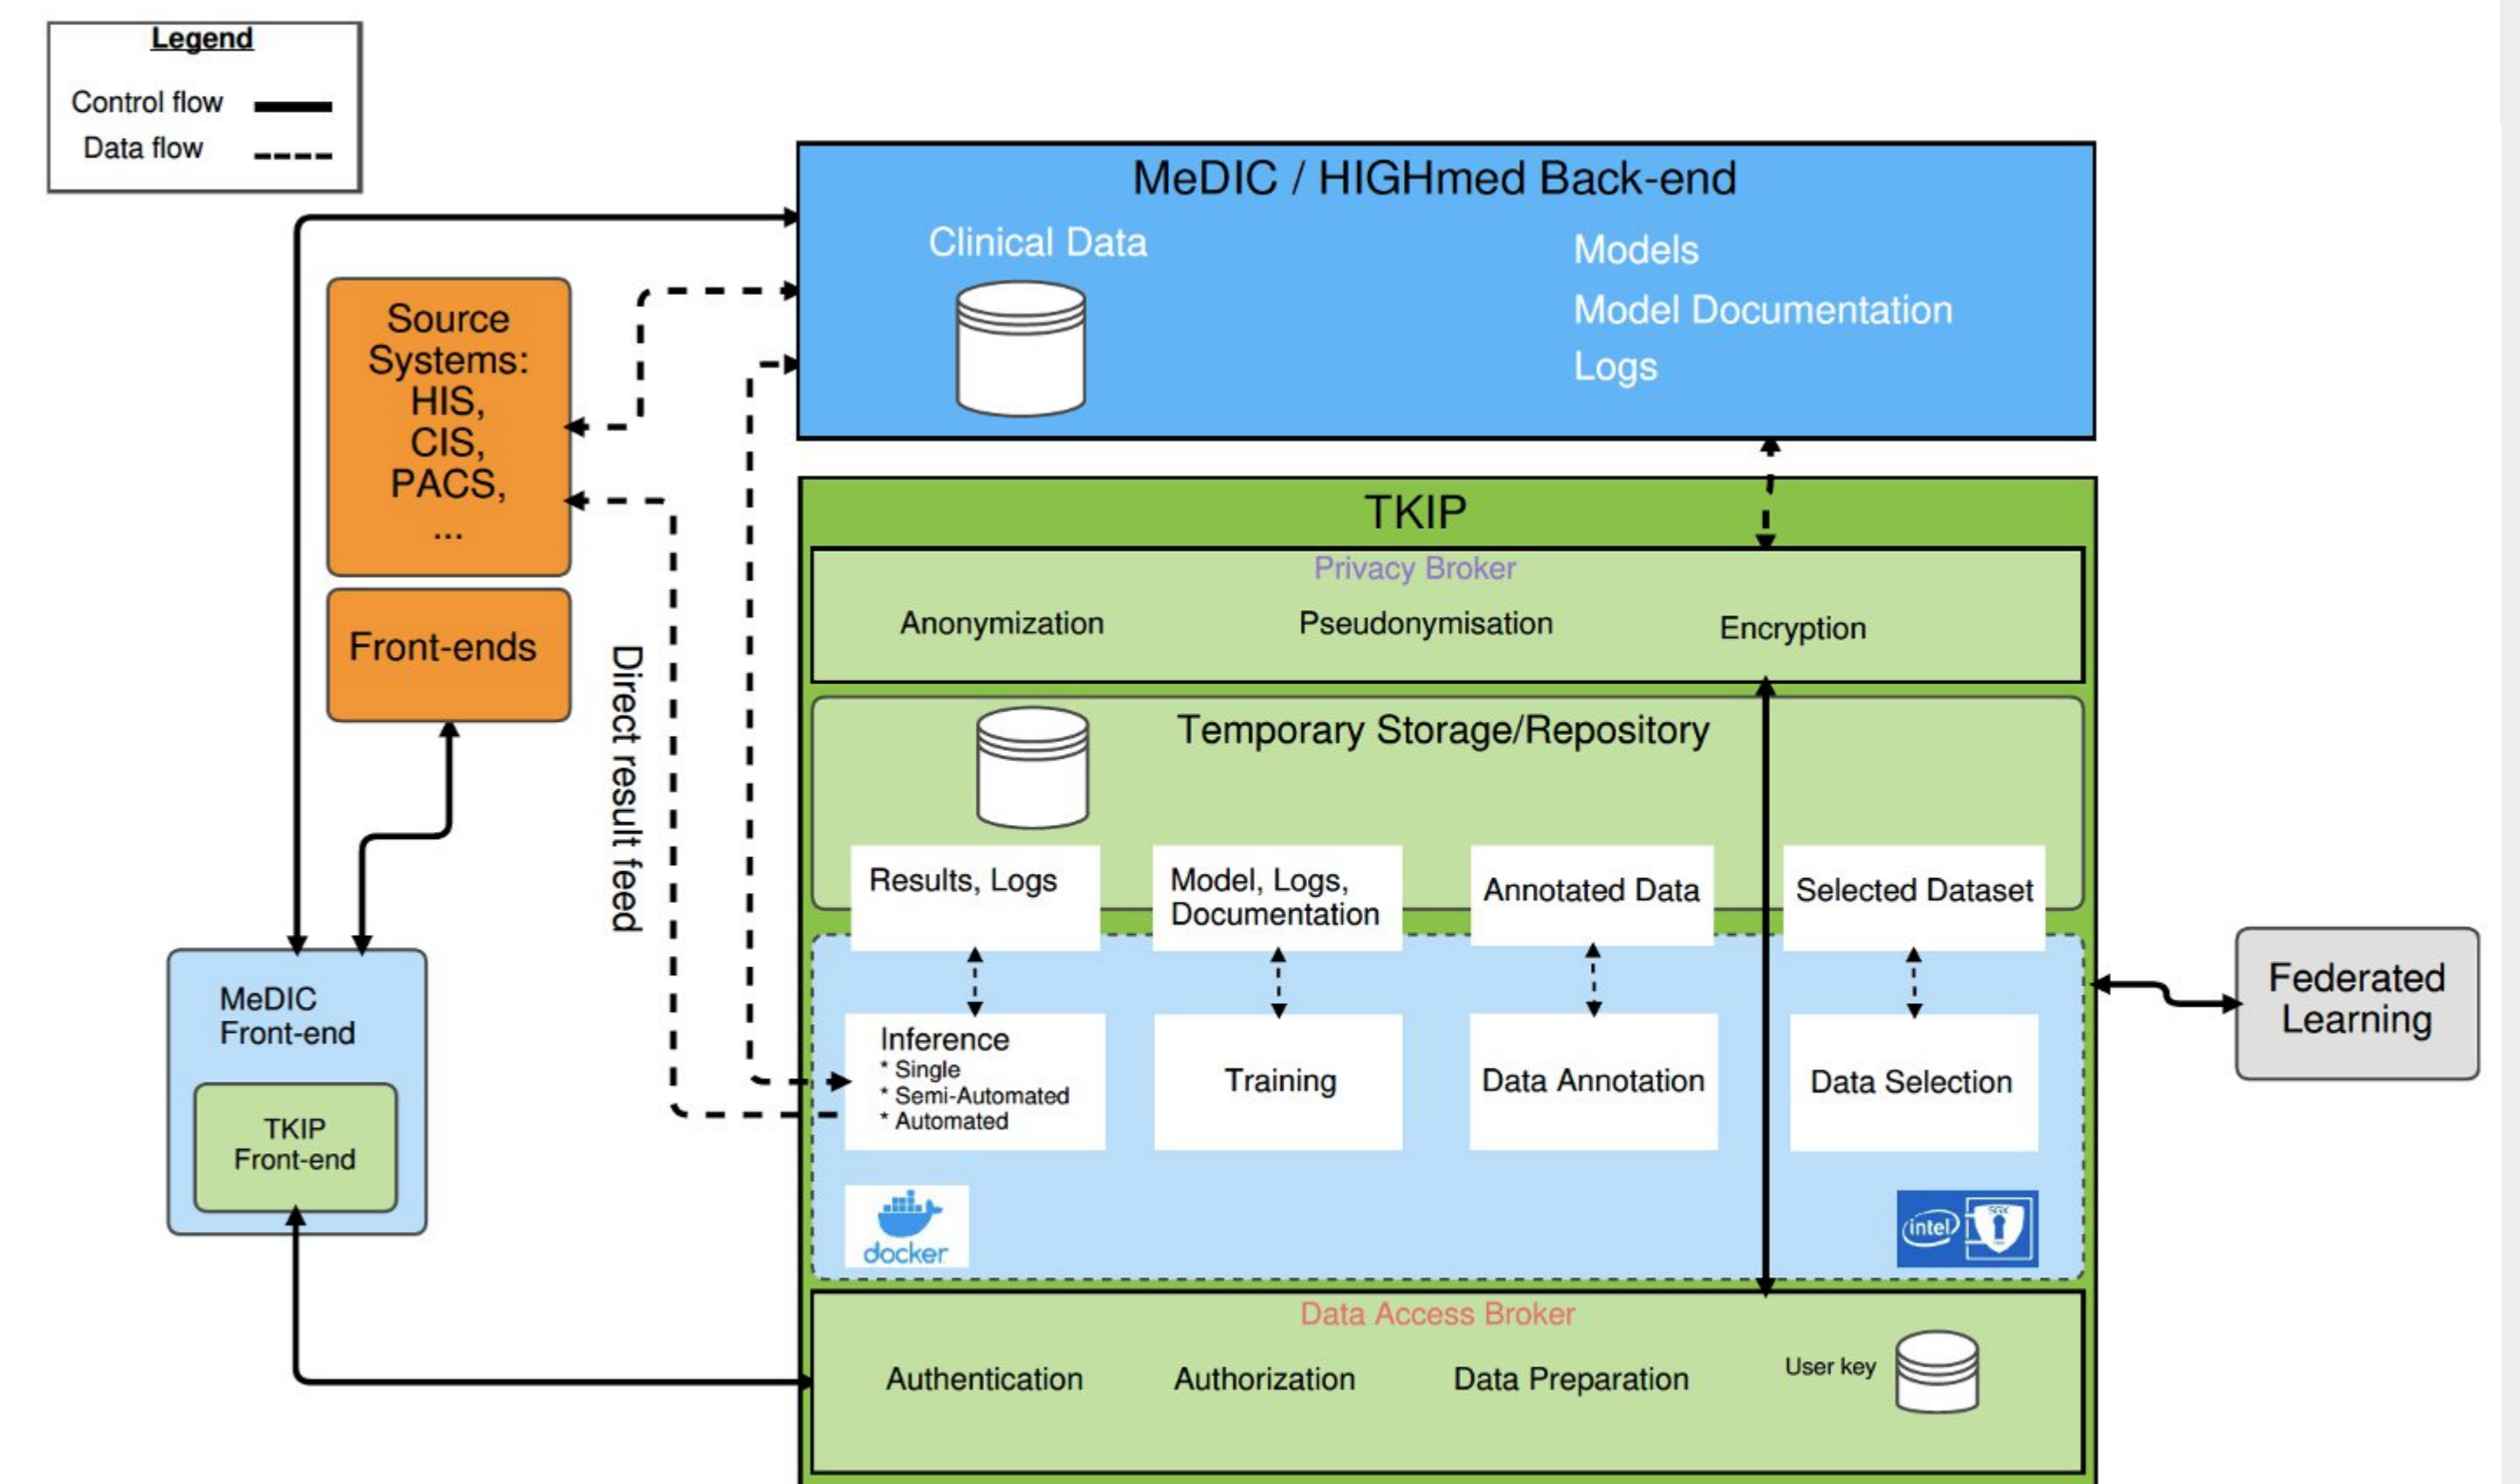 Legend
Control flow
Data flow
MeDIC / HIGHmed Back-end
Clinical Data
Models
Model Documentation
Logs
Source
Systems:
HIS,
CIS,
PACS,
...
Front-ends
Direct result feed
MeDIC
Front-end
TKIP
Front-end
TKIP
Privacy Broker
Anonymization
Pseudonymisation
Encryption
Temporary Storage/Repository
Results, Logs
Model, Logs,
Documentation
Annotated Data
Selected Dataset
Inference
* Single
* Semi-Automated
* Automated
Training
Data Annotation
Data Selection
docker
intel
SGX
Data Access Broker
Authentication
Authorization
Data Preparation
User key
Federated
Learning